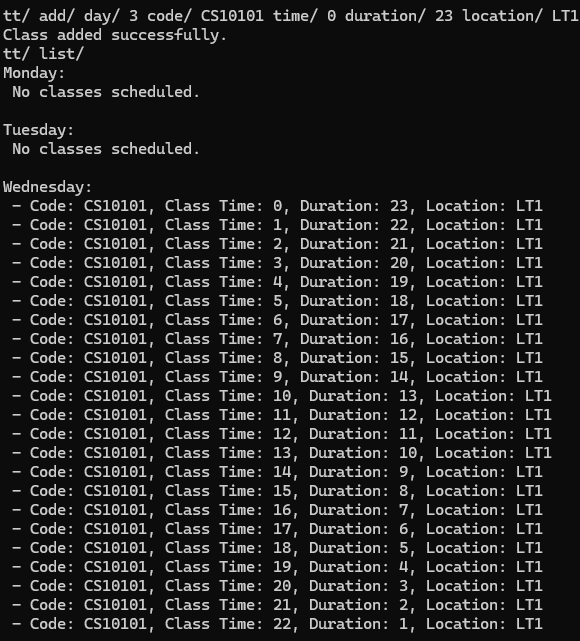 tt/ add/ day/ 3 code/ CS10101 time/ 0 duration/ 23 location/ LT1
Class added successfully.
tt/ list/
Monday:
No classes scheduled.
Tuesday:
No classes scheduled.
Wednesday:
- Code: CS10101, Class Time: 0, Duration: 23, Location: LT1
- Code: CS10101, Class Time: 1, Duration: 22, Location: LT1
- Code: CS10101, Class Time: 2, Duration: 21, Location: LT1
- Code: CS10101, Class Time: 3, Duration: 20, Location: LT1
- Code: CS10101, Class Time: 4, Duration: 19, Location: LT1
- Code: CS10101, Class Time: 5, Duration: 18, Location: LT1
- Code: CS10101, Class Time: 6, Duration: 17, Location: LT1
- Code: CS10101, Class Time: 7, Duration: 16, Location: LT1
- Code: CS10101, Class Time: 8, Duration: 15, Location: LT1
- Code: CS10101, Class Time: 9, Duration: 14, Location: LT1
- Code: CS10101, Class Time: 10, Duration: 13, Location: LT1
- Code: CS10101, Class Time: 11, Duration: 12, Location: LT1
- Code: CS10101, Class Time: 12, Duration: 11, Location: LT1
- Code: CS10101, Class Time: 13, Duration: 10, Location: LT1
- Code: CS10101, Class Time: 14, Duration: 9, Location: LT1
- Code: CS10101, Class Time: 15, Duration: 8, Location: LT1
- Code: CS10101, Class Time: 16, Duration: 7, Location: LT1
- Code: CS10101, Class Time: 17, Duration: 6, Location: LT1
- Code: CS10101, Class Time: 18, Duration: 5, Location: LT1
- Code: CS10101, Class Time: 19, Duration: 4, Location: LT1
- Code: CS10101, Class Time: 20, Duration: 3, Location: LT1
- Code: CS10101, Class Time: 21, Duration: 2, Location: LT1
- Code: CS10101, Class Time: 22, Duration: 1, Location: LT1